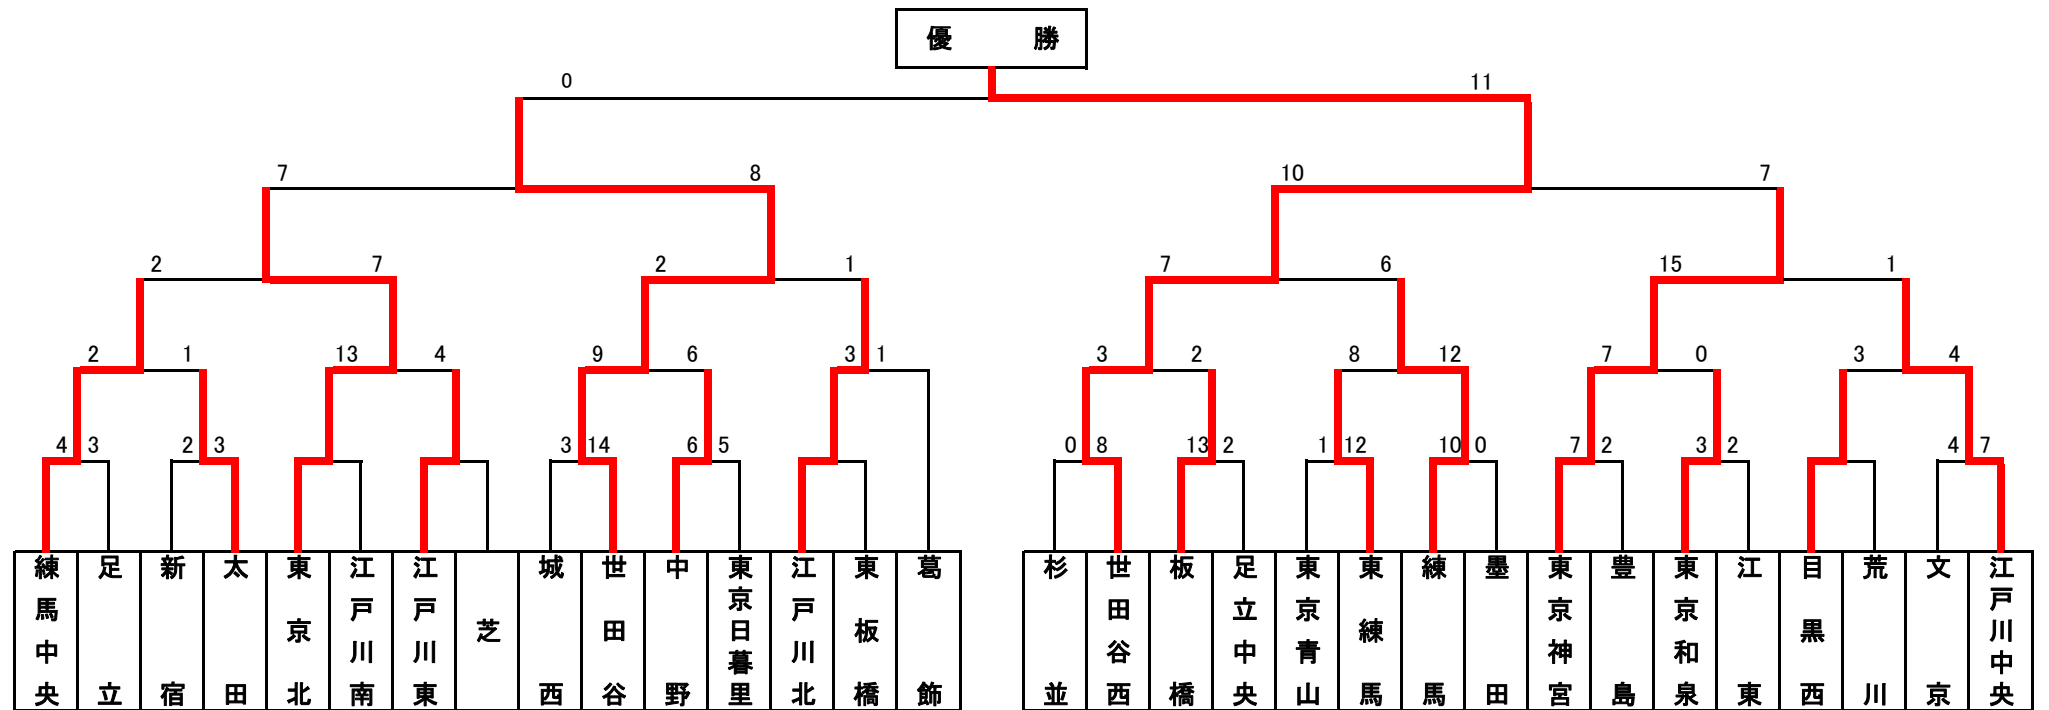 優 勝
0 11
7 8 10 7
2 7 2 1 7 6 15 1
2 1 13 4 9 6 3 1 3 2 8 12 7 0 3 4
4 3 2 3 3 14 6 5 0 8 13 2 1 12 10 0 7 2 3 2 4 7
練馬中央
足立
新宿
太田
東京北
江戸川南
江戸川東
芝
城西
世田谷
中野
東京日暮里
江戸川北
東板橋
葛飾
杉並
世田谷西
板橋
足立中央
東京青山
東練馬
練馬
墨田
東京神宮
豊島
東京和泉
江東
目黒西
荒川
文京
江戸川中央